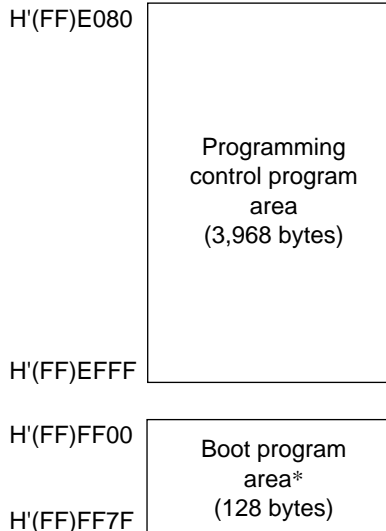 H'(FF)E080
Programming
control program
area
(3,968 bytes)
H'(FF)EFFF
H'(FF)FF00
Boot program
area*
(128 bytes)
H'(FF)FF7F